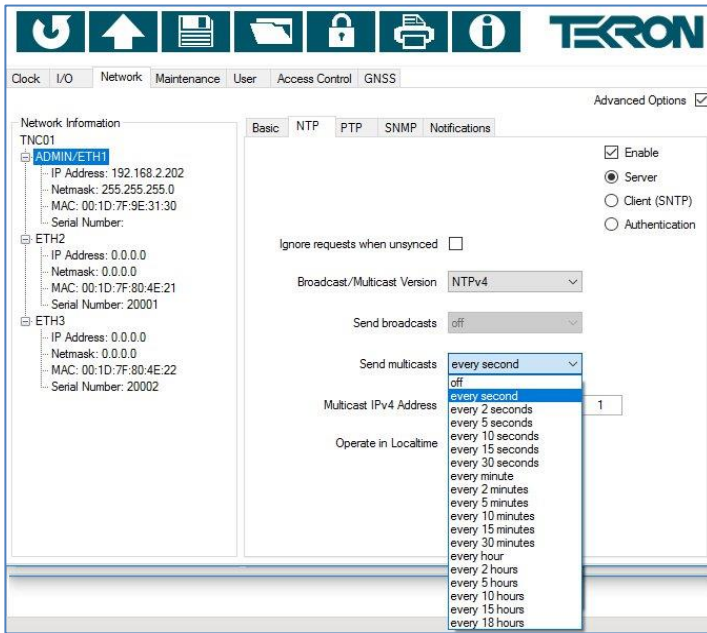 TEKRON
Clock I/O Network Maintenance User Access Control GNSS
Advanced Options
Network Information
TNC01
ADMIN/ETH1
IP Address: 192.168.2.202
Netmask: 255.255.255.0
MAC: 00:1D:7F:9E:31:30
Serial Number:
ETH2
IP Address: 0.0.0.0
Netmask: 0.0.0.0
MAC: 00:1D:7F:80:4E:21
Serial Number: 20001
ETH3
IP Address: 0.0.0.0
Netmask: 0.0.0.0
MAC: 00:1D:7F:80:4E:22
Serial Number: 20002
Basic NTP PTP SNMP Notifications
Enable
Server
Client (SNTP)
Authentication
Ignore requests when unsynced
Broadcast/Multicast Version NTPv4
Send broadcasts off
Send multicasts every second
Multicast IPv4 Address 1
Operate in Localtime
off
every second
every 2 seconds
every 5 seconds
every 10 seconds
every 15 seconds
every 30 seconds
every minute
every 2 minutes
every 5 minutes
every 10 minutes
every 15 minutes
every 30 minutes
every hour
every 2 hours
every 5 hours
every 10 hours
every 15 hours
every 18 hours